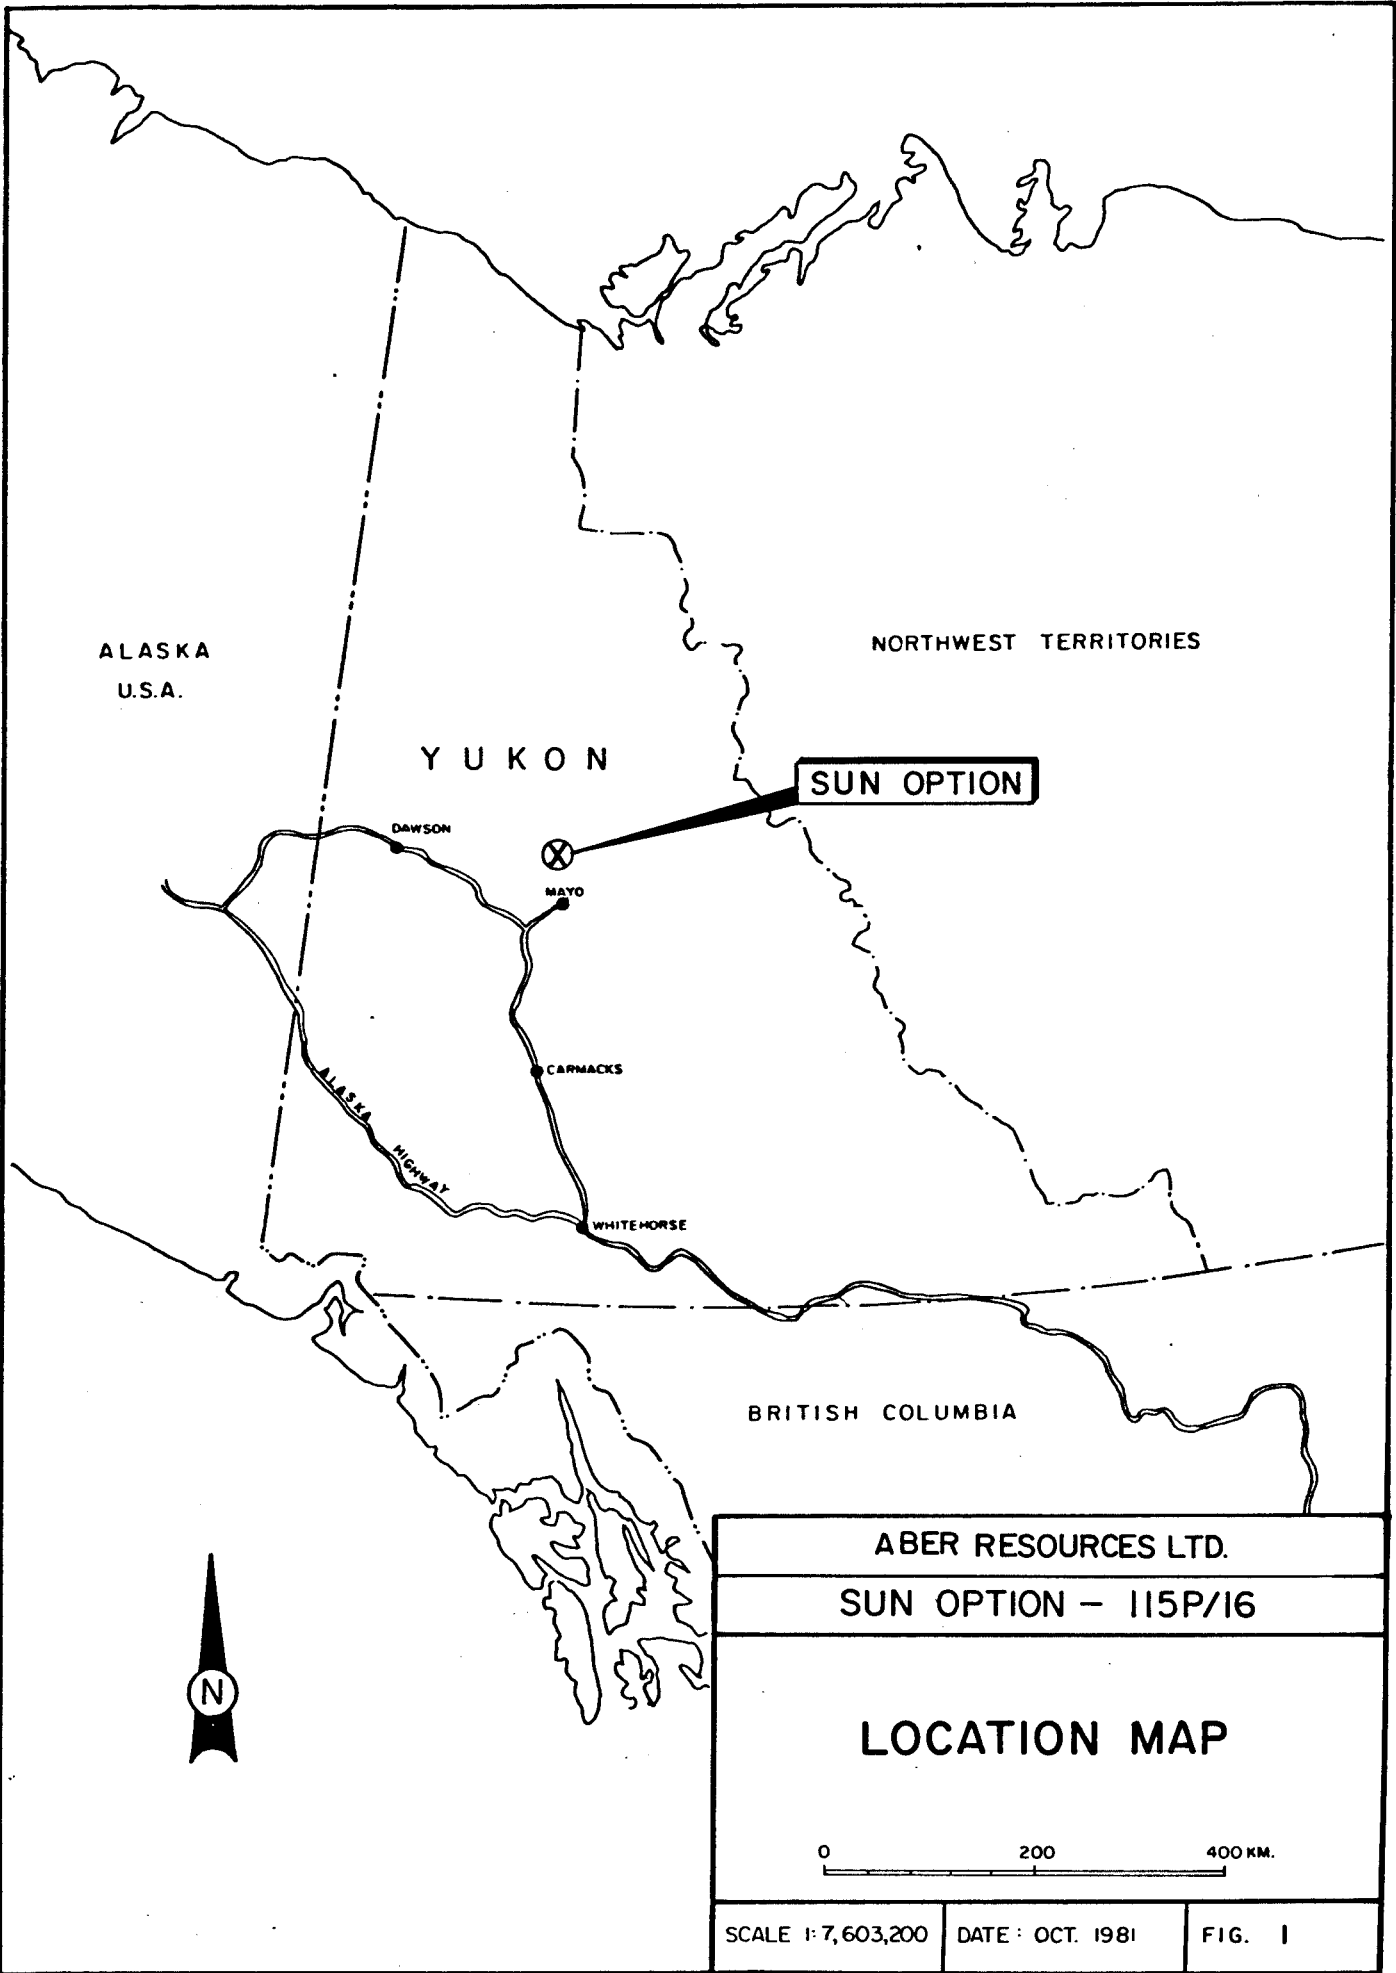 ALASKA
U.S.A.
NORTHWEST TERRITORIES
YUKON
SUN OPTION
DAWSON
MAYO
CARMACKS
ALASKA HIGHWAY
WHITEHORSE
BRITISH COLUMBIA
N
ABER RESOURCES LTD.
SUN OPTION - 115P/16
LOCATION MAP
0 200 400 KM.
SCALE 1:7,603,200 DATE: OCT. 1981 FIG. 1